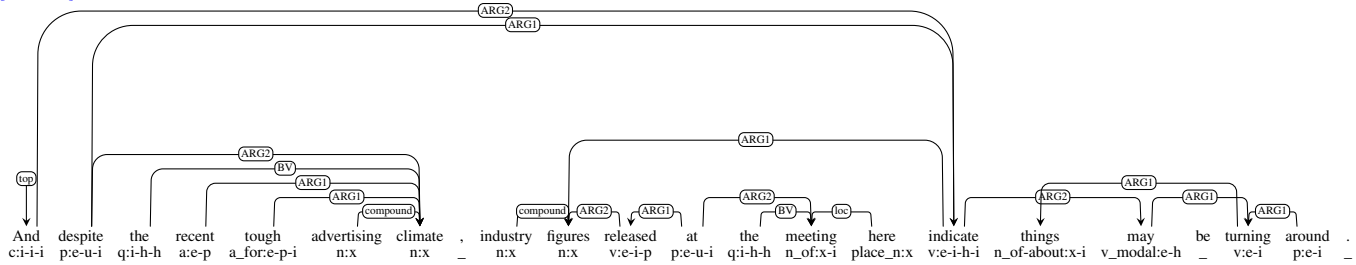 ARG2
ARG1
ARG1
ARG2
BV
top ARG1 ARG1
ARG1 ARG2 ARG2 ARG1
compound compound ARG2 ARG1 BV loc ARG1
And despite the recent tough advertising climate , industry figures released at the meeting here indicate things may be turning around .
c:i-i-i p:e-u-i q:i-h-h a:e-p a_for:e-p-i n:x n:x _ n:x n:x v:e-i-p p:e-u-i q:i-h-h n_of:x-i place_n:x v:e-i-h-i n_of-about:x-i v_modal:e-h _ v:e-i p:e-i _